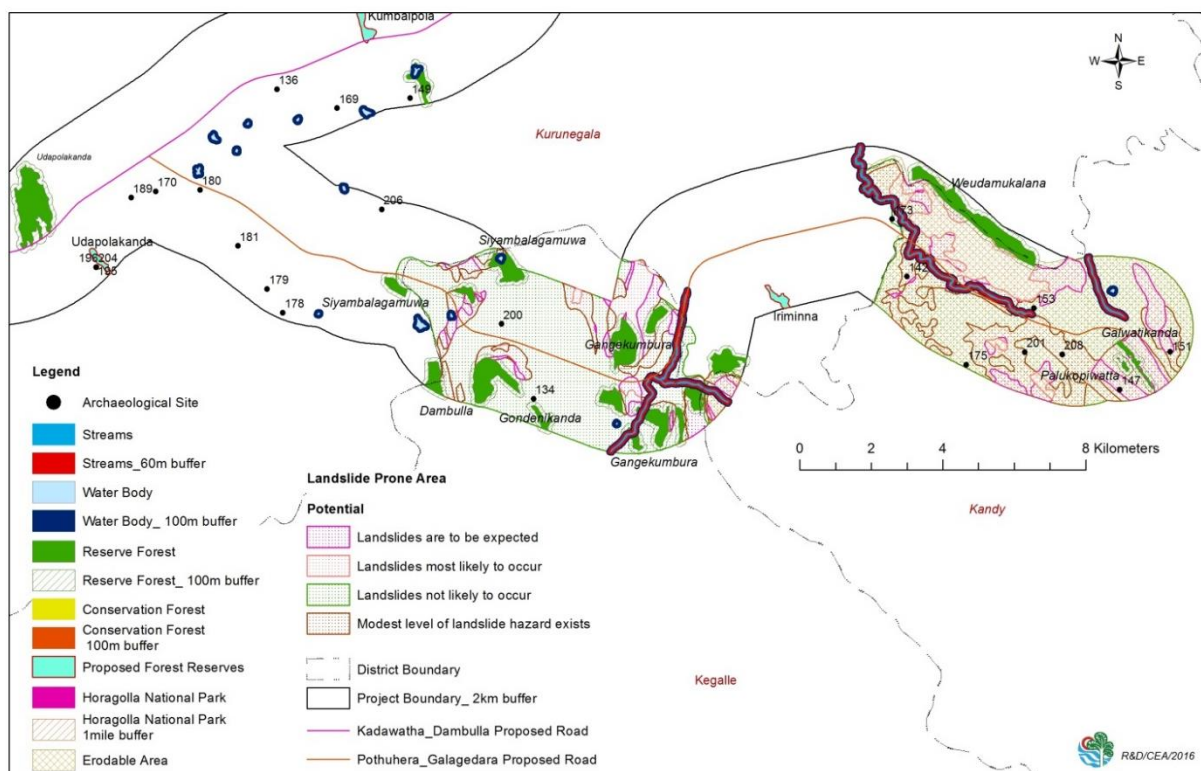 Kumbalpola
N
W E
S
136
169
149
Kurunegala
Udapolakanda
Weudamukalana
189
170
180
206
173
181
Udapolakanda
196204
195
Siyambalagamuwa
142
179
178
Siyambalagamuwa
200
153
Iriminna
Gangekumbura
Galwatikanda
201
208
151
175
Palukopiwatta
147
134
Dambulla
Gondenikanda
Gangekumbura
0 2 4 8 Kilometers
Kandy
Kegalle
Legend
Archaeological Site
Streams
Streams_60m buffer
Water Body
Water Body_ 100m buffer
Reserve Forest
Reserve Forest_ 100m buffer
Conservation Forest
Conservation Forest
100m buffer
Proposed Forest Reserves
Horagolla National Park
Horagolla National Park
1mile buffer
Erodable Area
Landslide Prone Area
Potential
Landslides are to be expected
Landslides most likely to occur
Landslides not likely to occur
Modest level of landslide hazard exists
District Boundary
Project Boundary_ 2km buffer
Kadawatha_Dambulla Proposed Road
Pothuhera_Galagedara Proposed Road
R&D/CEA/2016